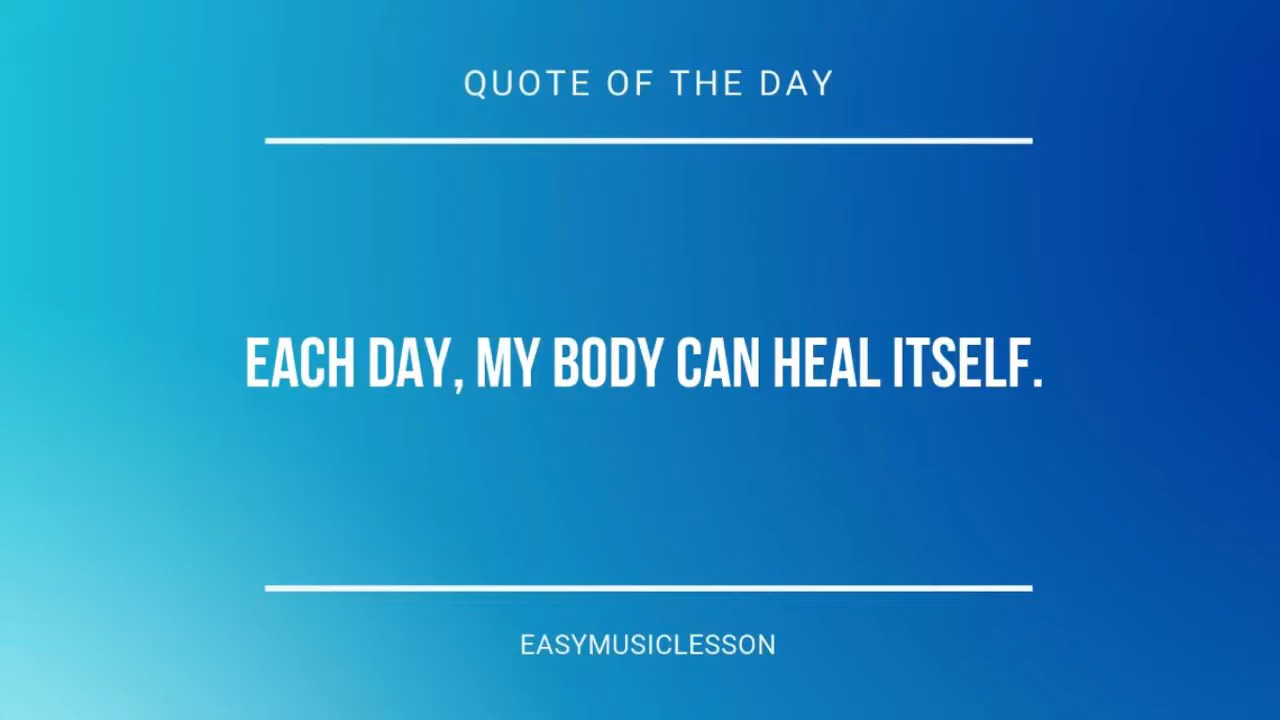 QUOTE OF THE DAY
EACH DAY, MY BODY CAN HEAL ITSELF.
EASYMUSICLESSON